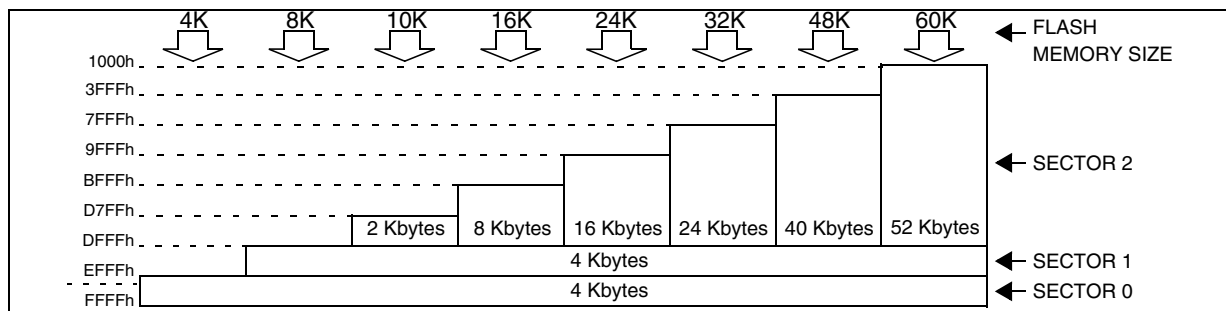 4K 8K 10K 16K 24K 32K 48K 60K
FLASH
MEMORY SIZE
1000h
3FFFh
7FFFh
9FFFh
SECTOR 2
BFFFh
D7FFh
2 Kbytes 8 Kbytes 16 Kbytes 24 Kbytes 40 Kbytes 52 Kbytes
DFFFh
4 Kbytes SECTOR 1
EFFFh
4 Kbytes SECTOR 0
FFFFh